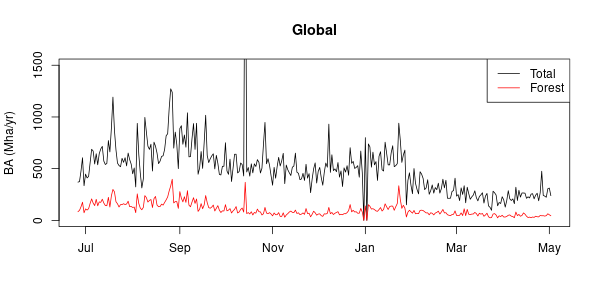 Global
BA (Mha/yr)
1500
1000
500
0
Total
Forest
Jul
Sep
Nov
Jan
Mar
May